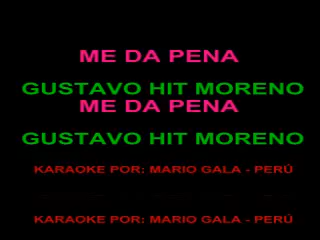 ME DA PENA
GUSTAVO HIT MORENO
ME DA PENA
GUSTAVO HIT MORENO
KARAOKE POR: MARIO GALA - PERÚ
KARAOKE POR: MARIO GALA - PERÚ